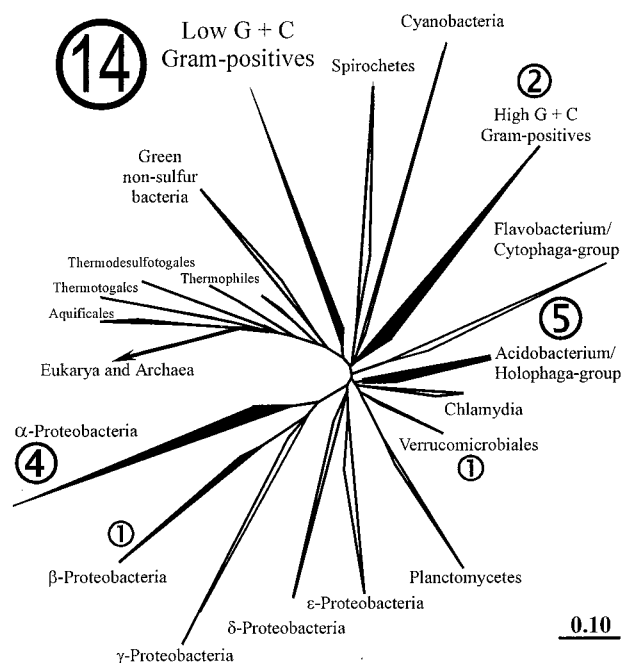 14
Low G + C
Gram-positives
Cyanobacteria
Spirochetes
2
High G + C
Gram-positives
Green
non-sulfur
bacteria
Flavobacterium/
Cytophaga-group
Thermodesulfotogales
Thermophiles
Thermotogales
Aquificales
5
Eukarya and Archaea
Acidobacterium/
Holophaga-group
Chlamydia
α-Proteobacteria
Verrucomicrobiales
4
1
1
β-Proteobacteria
Planctomycetes
ε-Proteobacteria
δ-Proteobacteria
0.10
γ-Proteobacteria